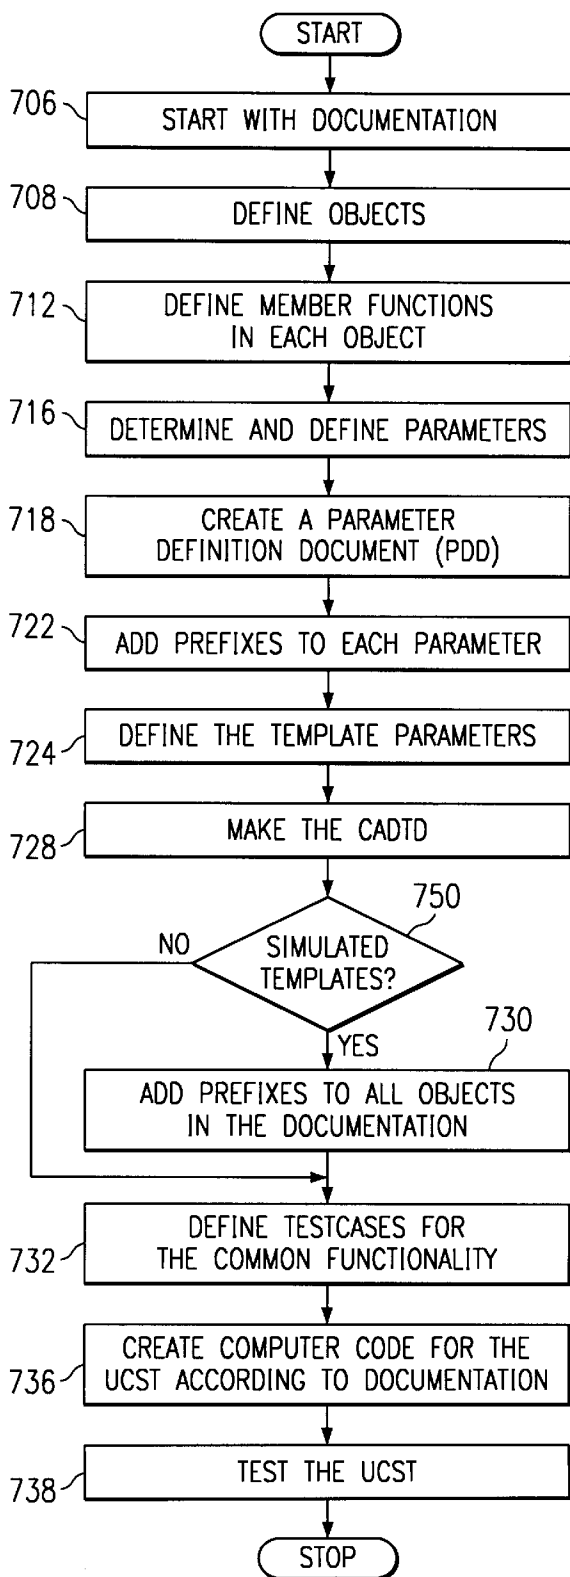 START
706
START WITH DOCUMENTATION
708
DEFINE OBJECTS
712
DEFINE MEMBER FUNCTIONS
IN EACH OBJECT
716
DETERMINE AND DEFINE PARAMETERS
718
CREATE A PARAMETER
DEFINITION DOCUMENT (PDD)
722
ADD PREFIXES TO EACH PARAMETER
724
DEFINE THE TEMPLATE PARAMETERS
728
MAKE THE CADTD
750
NO
SIMULATED
TEMPLATES?
YES
730
ADD PREFIXES TO ALL OBJECTS
IN THE DOCUMENTATION
732
DEFINE TESTCASES FOR
THE COMMON FUNCTIONALITY
736
CREATE COMPUTER CODE FOR THE
UCST ACCORDING TO DOCUMENTATION
738
TEST THE UCST
STOP